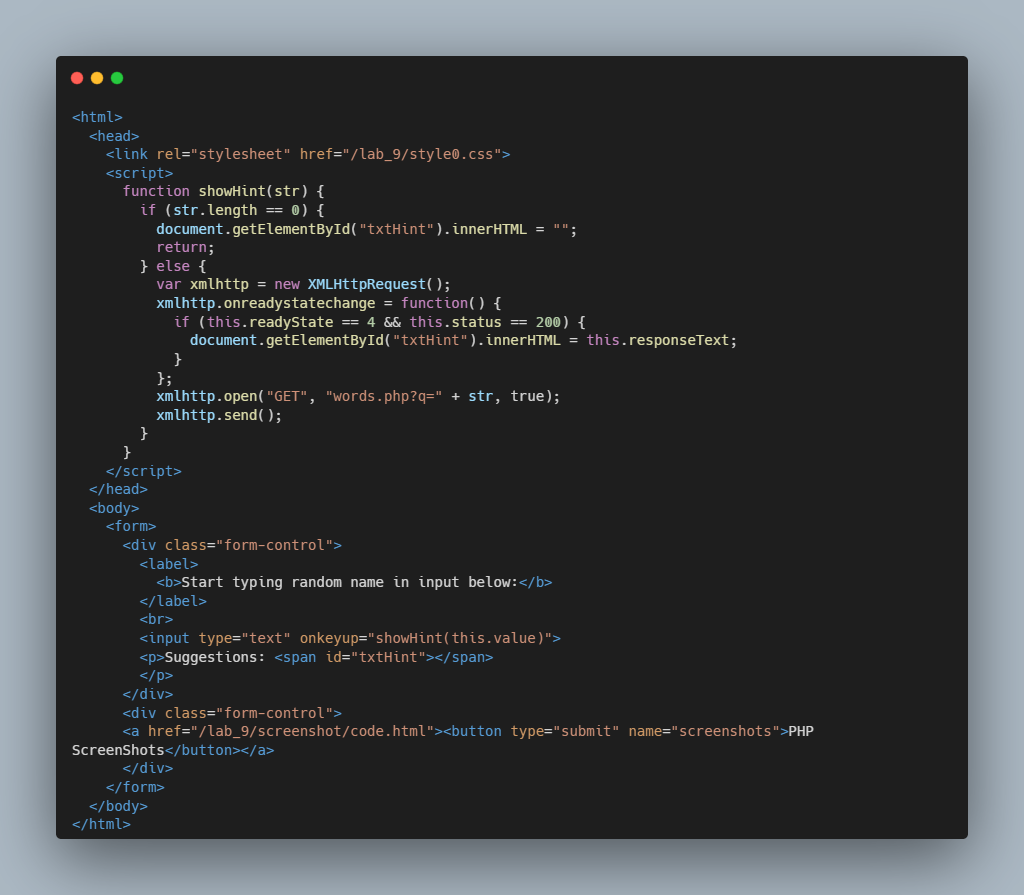 <html>
  <head>
    <link rel="stylesheet" href="/lab_9/style0.css">
    <script>
      function showHint(str) {
        if (str.length == 0) {
          document.getElementById("txtHint").innerHTML = "";
          return;
        } else {
          var xmlhttp = new XMLHttpRequest();
          xmlhttp.onreadystatechange = function() {
            if (this.readyState == 4 && this.status == 200) {
              document.getElementById("txtHint").innerHTML = this.responseText;
            }
          };
          xmlhttp.open("GET", "words.php?q=" + str, true);
          xmlhttp.send();
        }
      }
    </script>
  </head>
  <body>
    <form>
      <div class="form-control">
        <label>
          <b>Start typing random name in input below:</b>
        </label>
        <br>
        <input type="text" onkeyup="showHint(this.value)">
        <p>Suggestions: <span id="txtHint"></span>
        </p>
      </div>
      <div class="form-control">
      <a href="/lab_9/screenshot/code.html"><button type="submit" name="screenshots">PHP
ScreenShots</button></a>
      </div>
    </form>
  </body>
</html>